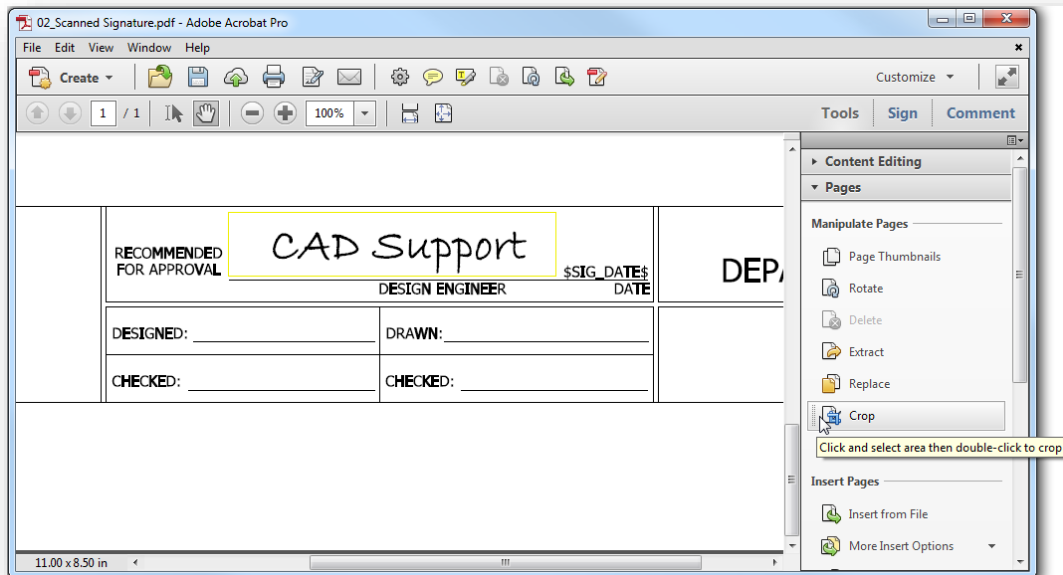 02_Scanned Signature.pdf - Adobe Acrobat Pro
File Edit View Window Help
Create
Customize
1 / 1
100%
Tools Sign Comment
Content Editing
Pages
Manipulate Pages
Page Thumbnails
Rotate
Delete
Extract
Replace
Crop
Click and select area then double-click to crop
Insert Pages
Insert from File
More Insert Options
RECOMMENDED
FOR APPROVAL
CAD Support
$SIG_DATE$
DESIGN ENGINEER DATE
DEPA
DESIGNED: DRAWN:
CHECKED: CHECKED:
11.00 x 8.50 in